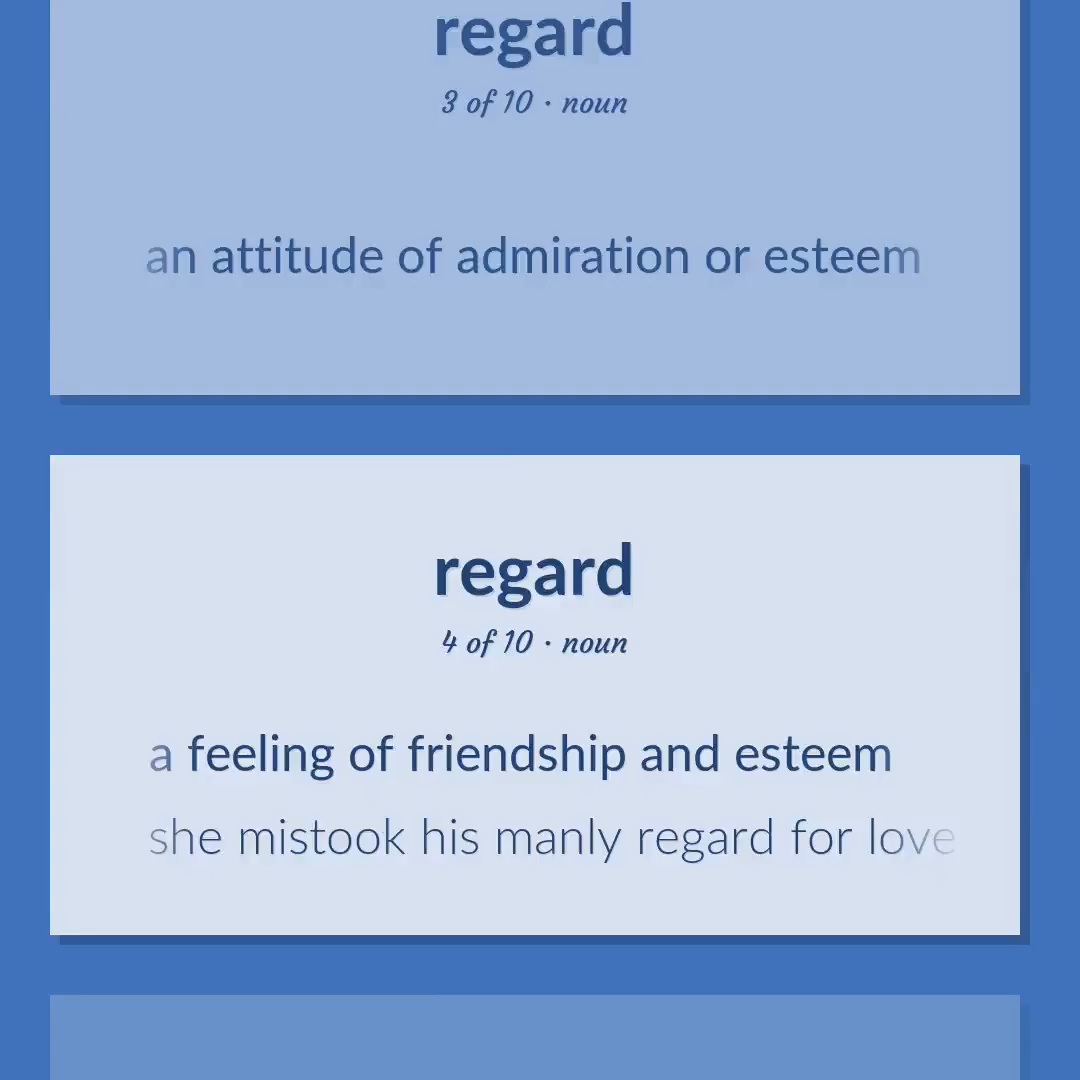 regard
3 of 10 · noun
an attitude of admiration or esteem
regard
4 of 10 · noun
a feeling of friendship and esteem
she mistook his manly regard for love